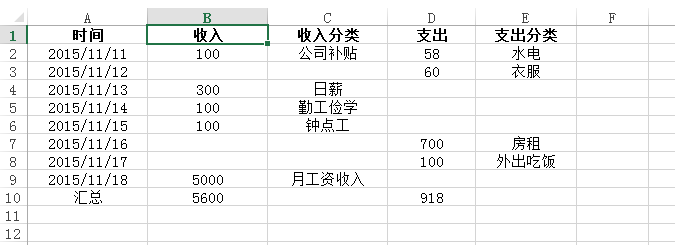 A B C D E F
1 时间 收入 收入分类 支出 支出分类
2 2015/11/11 100 公司补贴 58 水电
3 2015/11/12 60 衣服
4 2015/11/13 300 日薪
5 2015/11/14 100 勤工俭学
6 2015/11/15 100 钟点工
7 2015/11/16 700 房租
8 2015/11/17 100 外出吃饭
9 2015/11/18 5000 月工资收入
10 汇总 5600 918
11
12